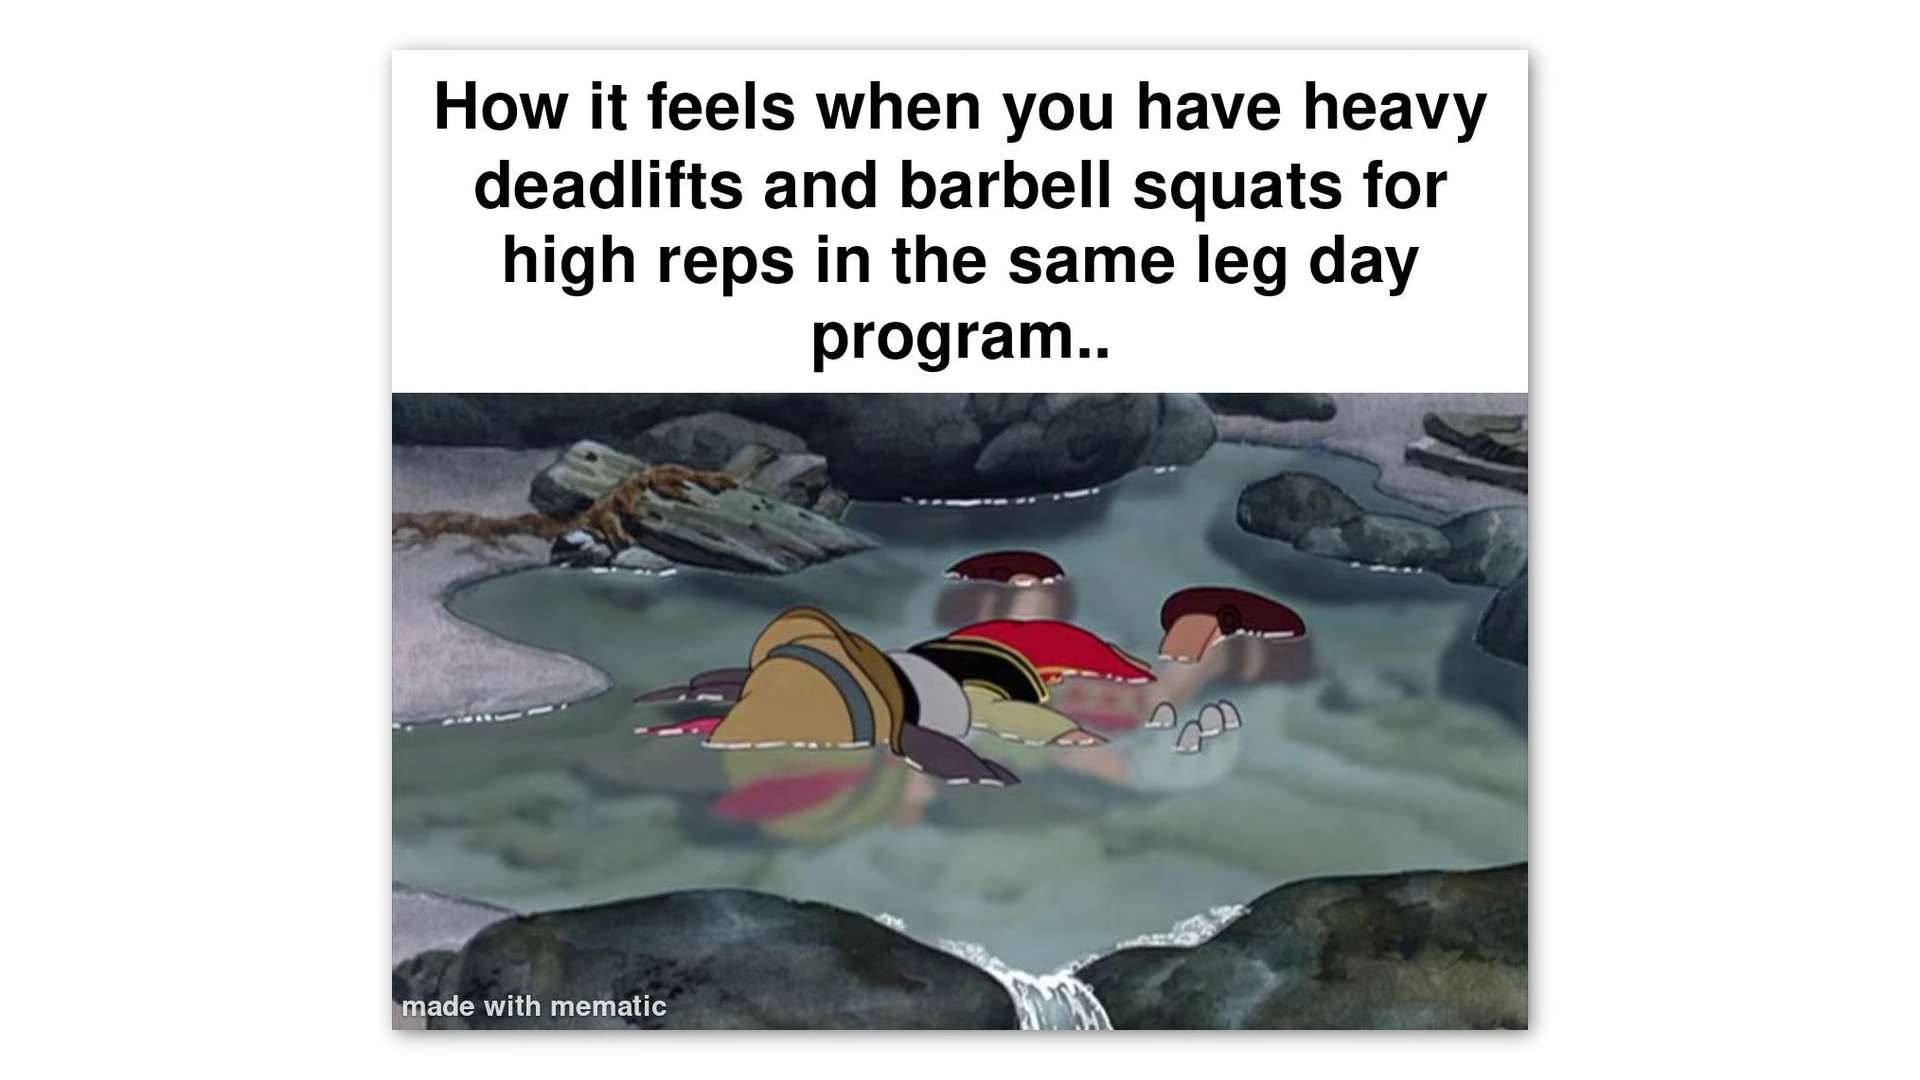 How it feels when you have heavy
deadlifts and barbell squats for
high reps in the same leg day
program..
made with mematic